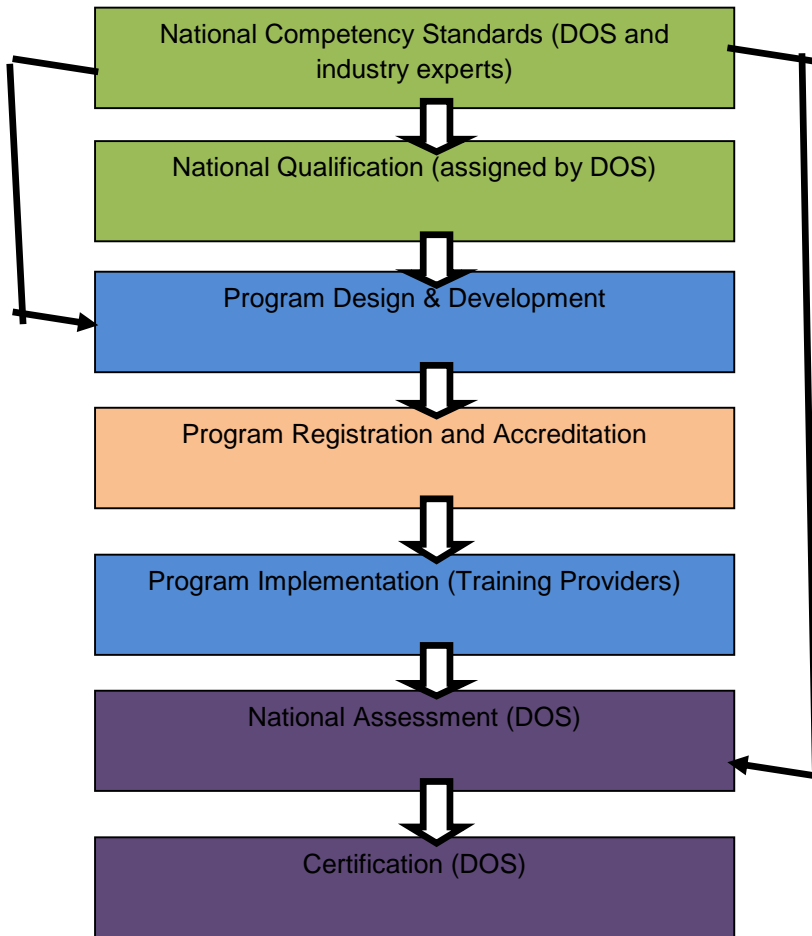 National Competency Standards (DOS and
industry experts)
National Qualification (assigned by DOS)
Program Design & Development
Program Registration and Accreditation
Program Implementation (Training Providers)
National Assessment (DOS)
Certification (DOS)